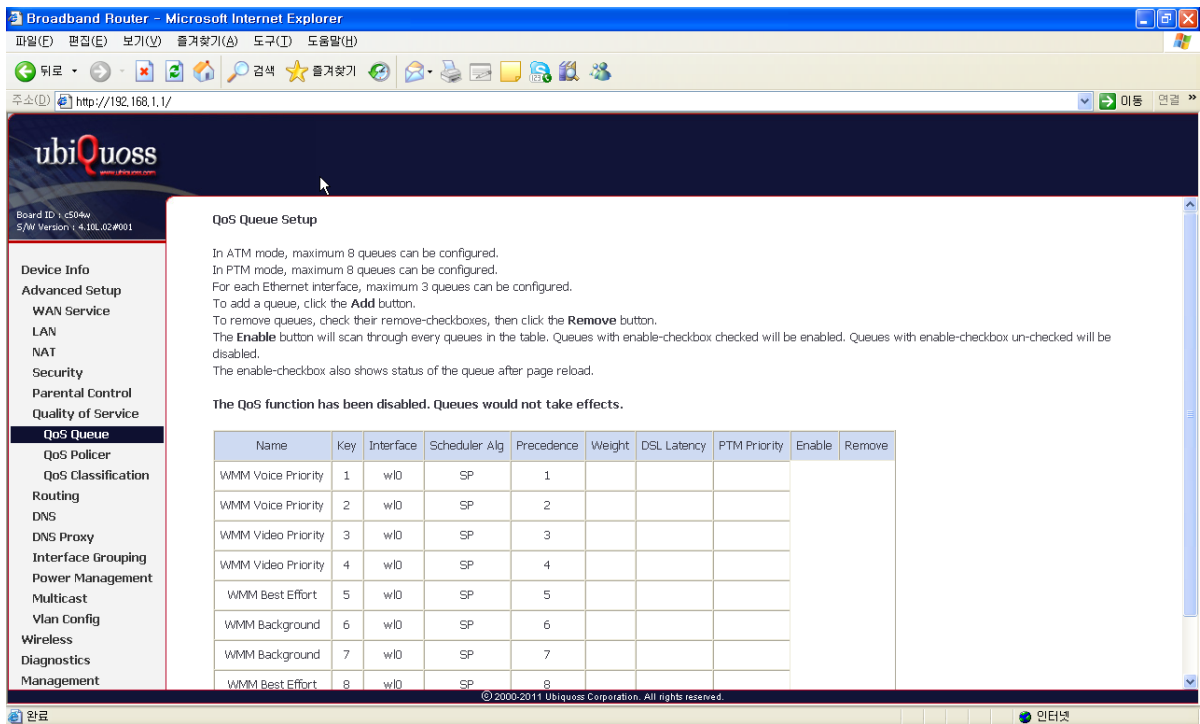 Broadband Router - Microsoft Internet Explorer
파일(F) 편집(E) 보기(V) 즐겨찾기(A) 도구(T) 도움말(H)
뒤로 검색 즐겨찾기
주소(D) http://192.168.1.1/ 이동 연결 »
ubiQuoss
www.ubiquoss.com
Board ID : c504w
S/W Version : 4.10L.02#001
Device Info
Advanced Setup
WAN Service
LAN
NAT
Security
Parental Control
Quality of Service
QoS Queue
QoS Policer
QoS Classification
Routing
DNS
DNS Proxy
Interface Grouping
Power Management
Multicast
Vlan Config
Wireless
Diagnostics
Management
QoS Queue Setup
In ATM mode, maximum 8 queues can be configured.
In PTM mode, maximum 8 queues can be configured.
For each Ethernet interface, maximum 3 queues can be configured.
To add a queue, click the Add button.
To remove queues, check their remove-checkboxes, then click the Remove button.
The Enable button will scan through every queues in the table. Queues with enable-checkbox checked will be enabled. Queues with enable-checkbox un-checked will be
disabled.
The enable-checkbox also shows status of the queue after page reload.
The QoS function has been disabled. Queues would not take effects.
Name Key Interface Scheduler Alg Precedence Weight DSL Latency PTM Priority Enable Remove
WMM Voice Priority 1 wl0 SP 1
WMM Voice Priority 2 wl0 SP 2
WMM Video Priority 3 wl0 SP 3
WMM Video Priority 4 wl0 SP 4
WMM Best Effort 5 wl0 SP 5
WMM Background 6 wl0 SP 6
WMM Background 7 wl0 SP 7
WMM Best Effort 8 wl0 SP 8
© 2000-2011 Ubiquoss Corporation. All rights reserved.
완료 인터넷